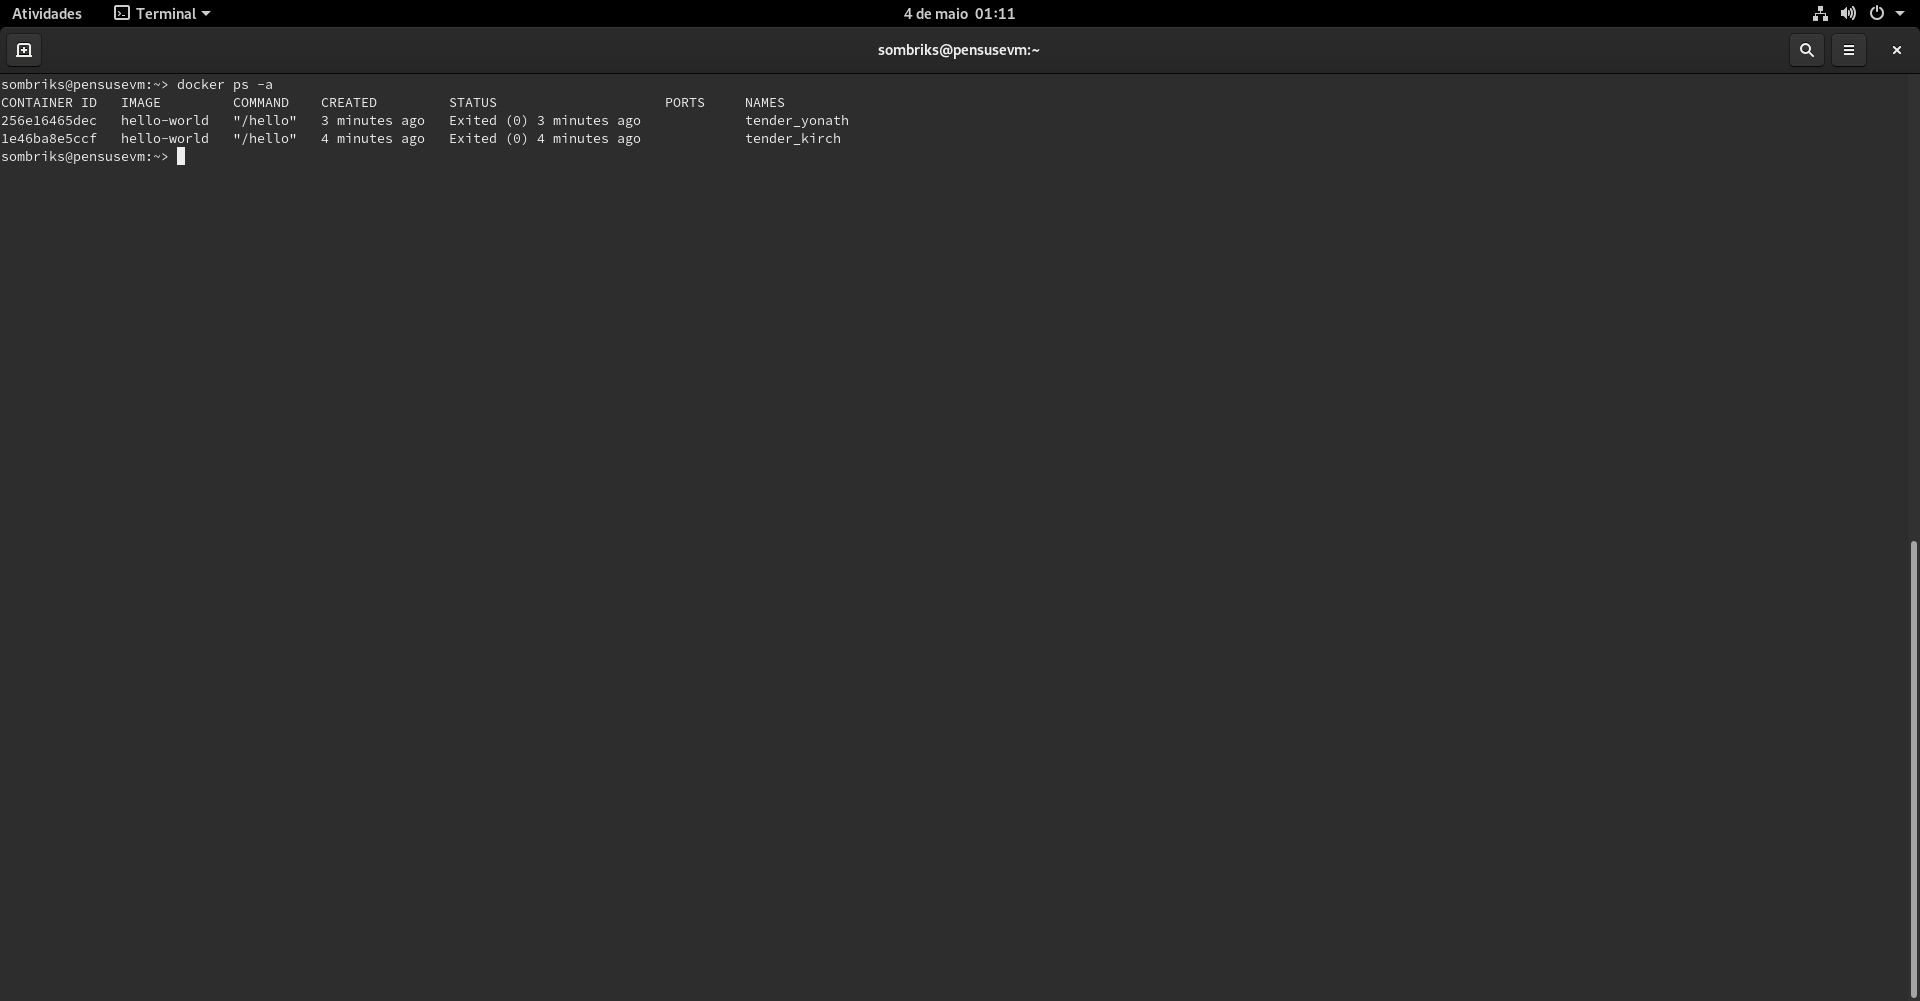 Atividades Terminal 4 de maio 01:11
sombriks@pensusevm:~
sombriks@pensusevm:~> docker ps -a
CONTAINER ID   IMAGE         COMMAND    CREATED         STATUS                     PORTS     NAMES
256e16465dec   hello-world   "/hello"   3 minutes ago   Exited (0) 3 minutes ago             tender_yonath
1e46ba8e5ccf   hello-world   "/hello"   4 minutes ago   Exited (0) 4 minutes ago             tender_kirch
sombriks@pensusevm:~>